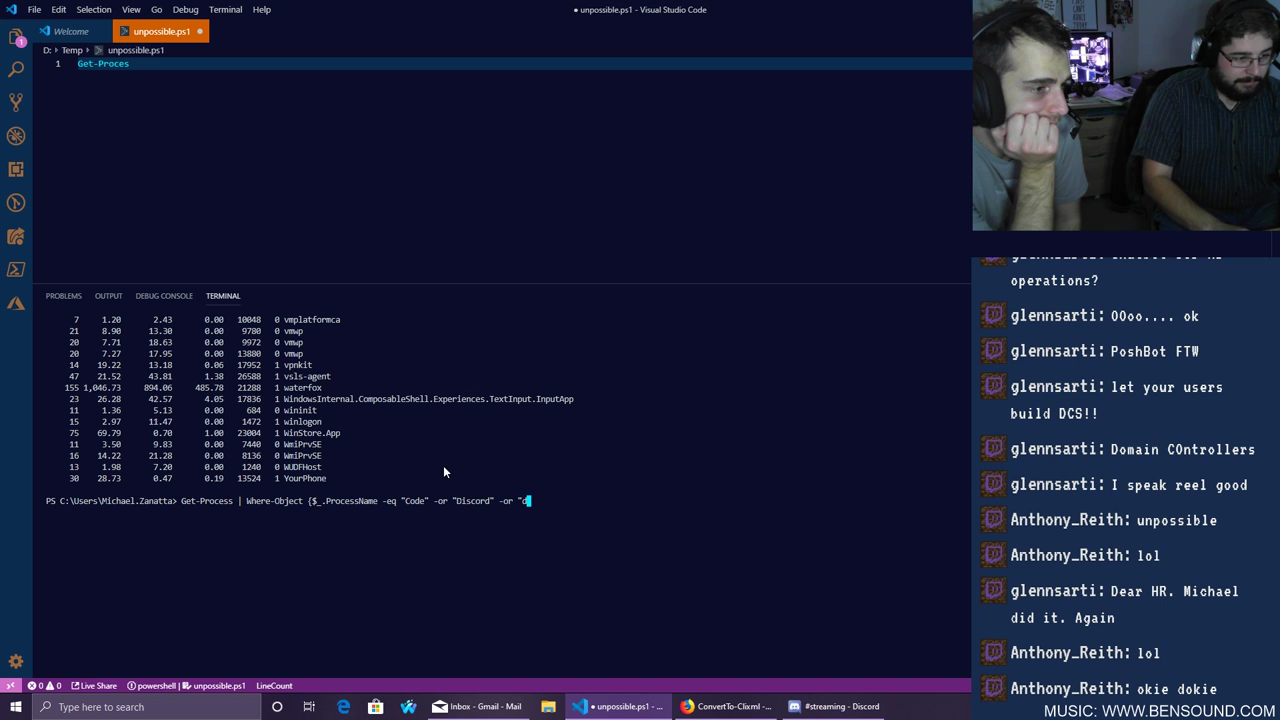 File Edit Selection View Go Debug Terminal Help
● unpossible.ps1 - Visual Studio Code
Welcome
unpossible.ps1 ●
D: > Temp > unpossible.ps1
1 Get-Proces
PROBLEMS OUTPUT DEBUG CONSOLE TERMINAL
7 1.20 2.43 0.00 10048 0 vmplatformca
21 8.90 13.30 0.00 9780 0 vmwp
20 7.71 18.63 0.00 9972 0 vmwp
20 7.27 17.95 0.00 13880 0 vmwp
14 19.22 13.18 0.06 17952 1 vpnkit
47 21.52 43.81 1.38 26588 1 vsls-agent
155 1,046.73 894.06 485.78 21288 1 waterfox
23 26.28 42.57 4.05 17836 1 WindowsInternal.ComposableShell.Experiences.TextInput.InputApp
11 1.36 5.13 0.00 684 0 wininit
15 2.97 11.47 0.00 1472 1 winlogon
75 69.79 0.70 1.00 23004 1 WinStore.App
11 3.50 9.83 0.00 7440 0 WmiPrvSE
16 14.22 21.28 0.00 8136 0 WmiPrvSE
13 1.98 7.20 0.00 1240 0 WUDFHost
30 28.73 0.47 0.19 13524 1 YourPhone
PS C:\Users\Michael.Zanatta> Get-Process | Where-Object {$_.ProcessName -eq "Code" -or "Discord" -or "d
operations?
glennsarti: OOoo.... ok
glennsarti: PoshBot FTW
glennsarti: let your users
build DCS!!
glennsarti: Domain COntrollers
glennsarti: I speak reel good
Anthony_Reith: unpossible
Anthony_Reith: lol
glennsarti: Dear HR. Michael
did it. Again
Anthony_Reith: lol
Anthony_Reith: okie dokie
0 0 Live Share powershell | unpossible.ps1 LineCount
Type here to search
Inbox - Gmail - Mail
● unpossible.ps1 - ...
ConvertTo-Clixml -...
#streaming - Discord
MUSIC: WWW.BENSOUND.COM